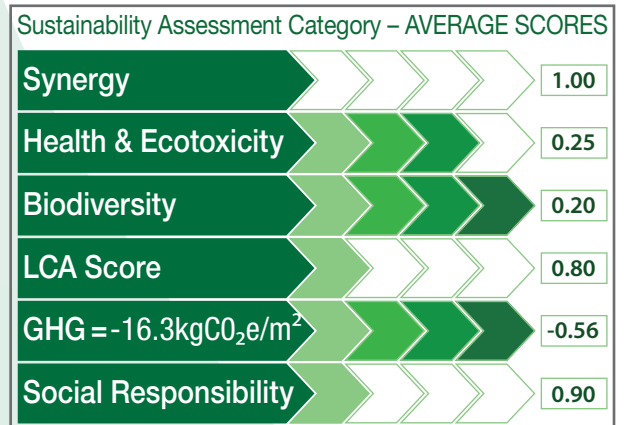 Sustainability Assessment Category – AVERAGE SCORES
Synergy 1.00
Health & Ecotoxicity 0.25
Biodiversity 0.20
LCA Score 0.80
GHG = -16.3kgC0₂e/m² -0.56
Social Responsibility 0.90